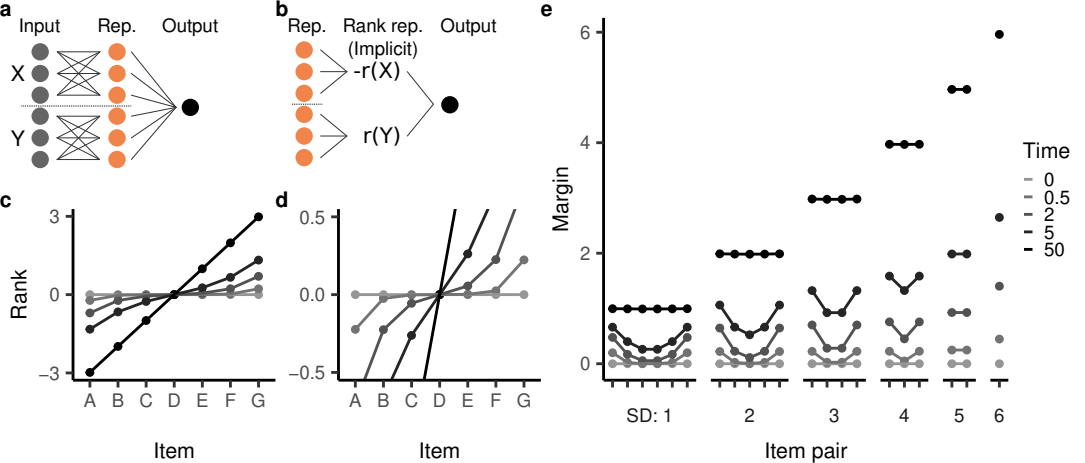 a
Input
Rep.
Output
X
Y
b
Rep.
Rank rep.
(Implicit)
Output
-r(X)
r(Y)
c
3
0
−3
Rank
A B C D E F G
Item
d
0.5
0.0
−0.5
A B C D E F G
Item
e
6
4
2
0
Margin
SD: 1 2 3 4 5 6
Item pair
Time
0
0.5
2
5
50